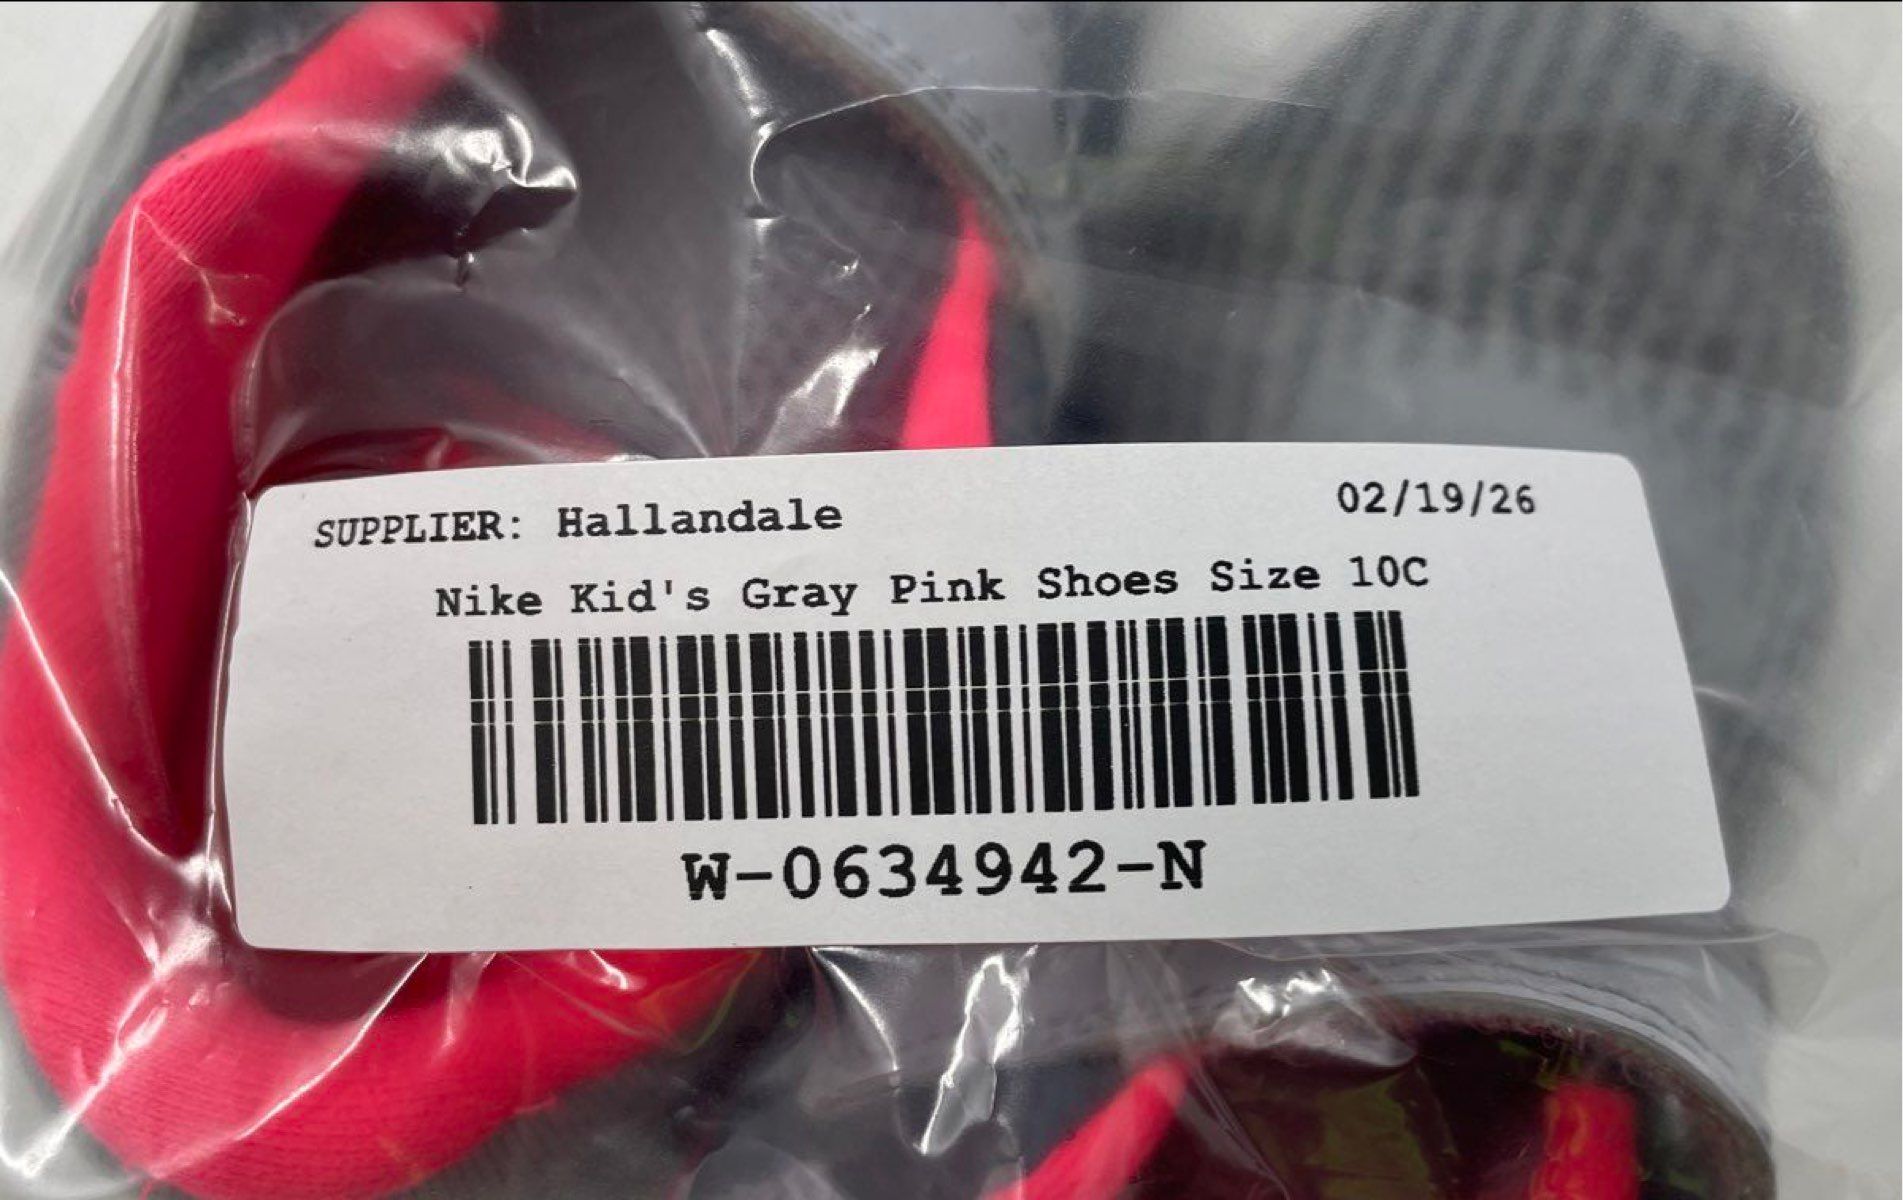 SUPPLIER: Hallandale 02/19/26
Nike Kid's Gray Pink Shoes Size 10C
W-0634942-N